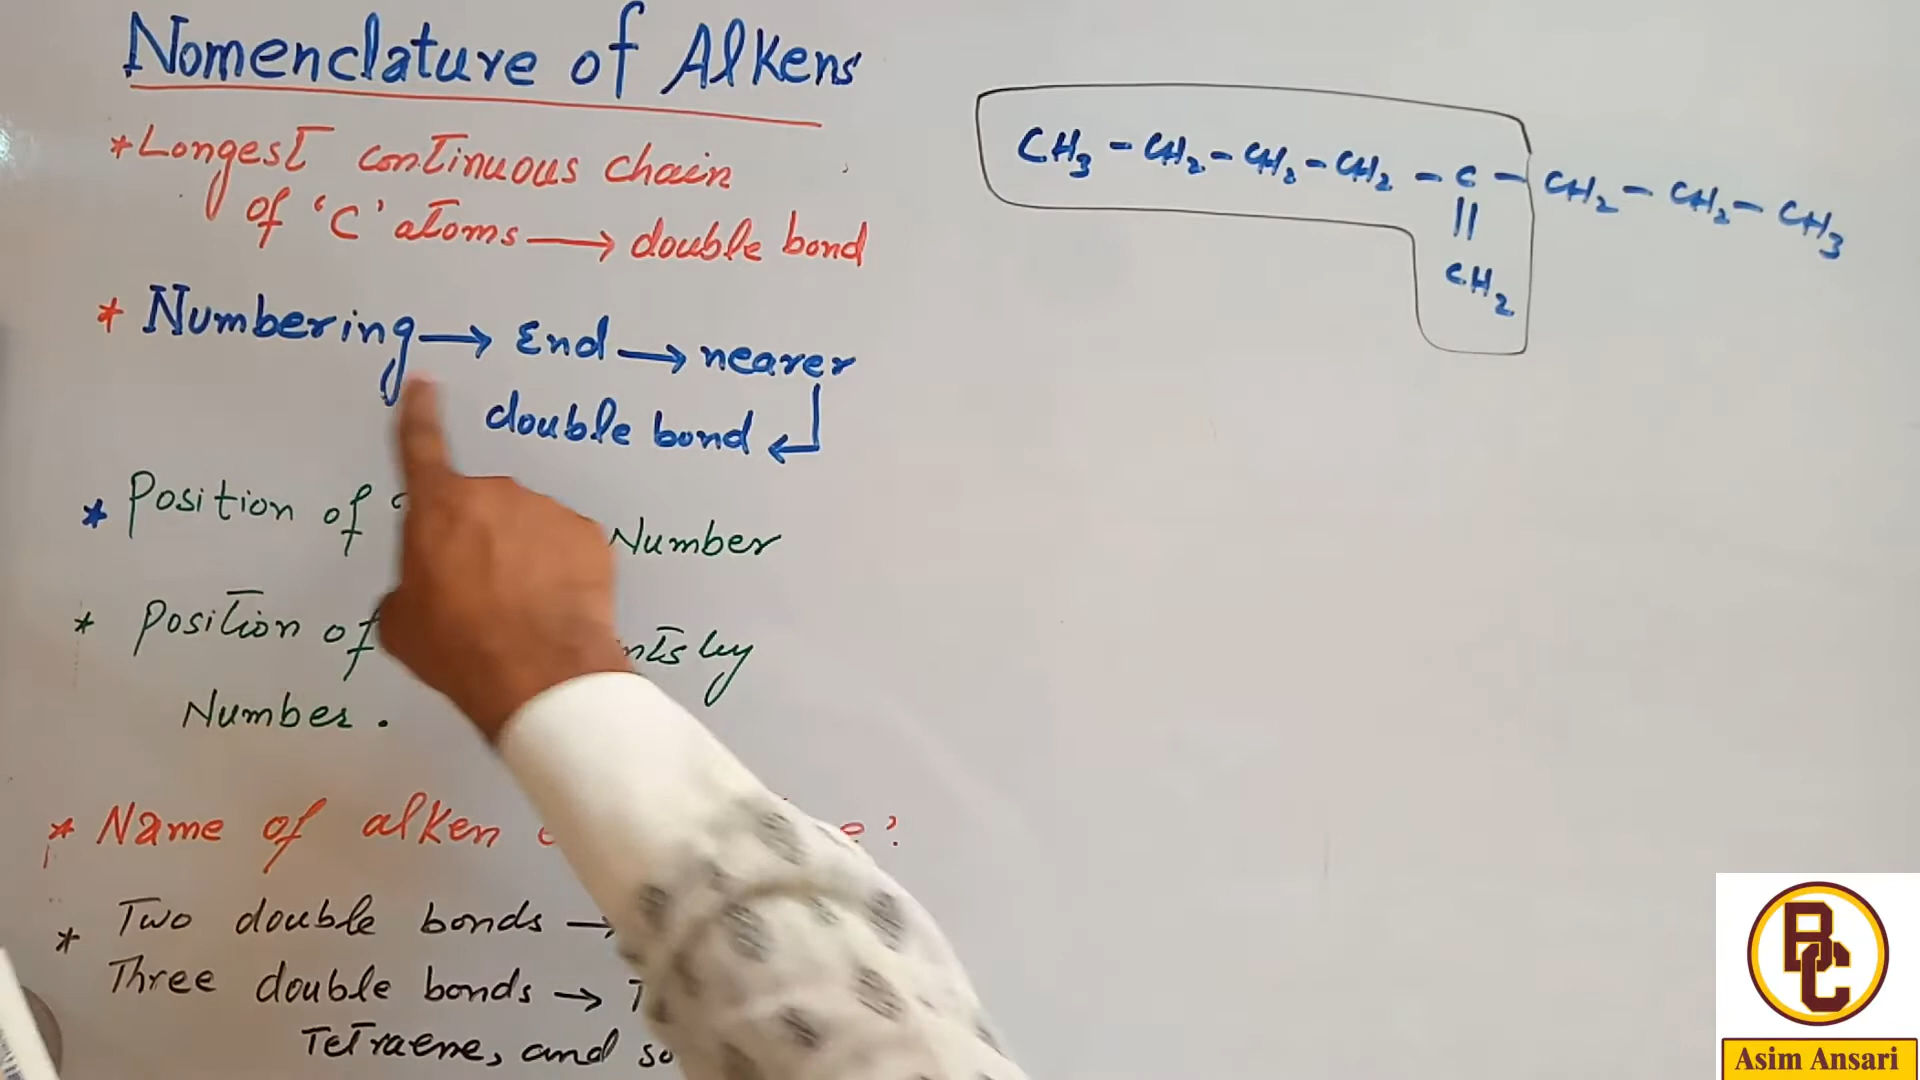 Nomenclature of Alkens
*Longest continuous chain
of 'C' atoms → double bond
* Numbering → End → nearer
double bond ↵
* Position of Number
* Position of by
Number.
* Name of alken
* Two double bonds →
Three double bonds →
Tetraene, and so
CH3 - CH2 - CH2 - CH2 - C - CH2 - CH2 - CH3
||
CH2
BC
Asim Ansari